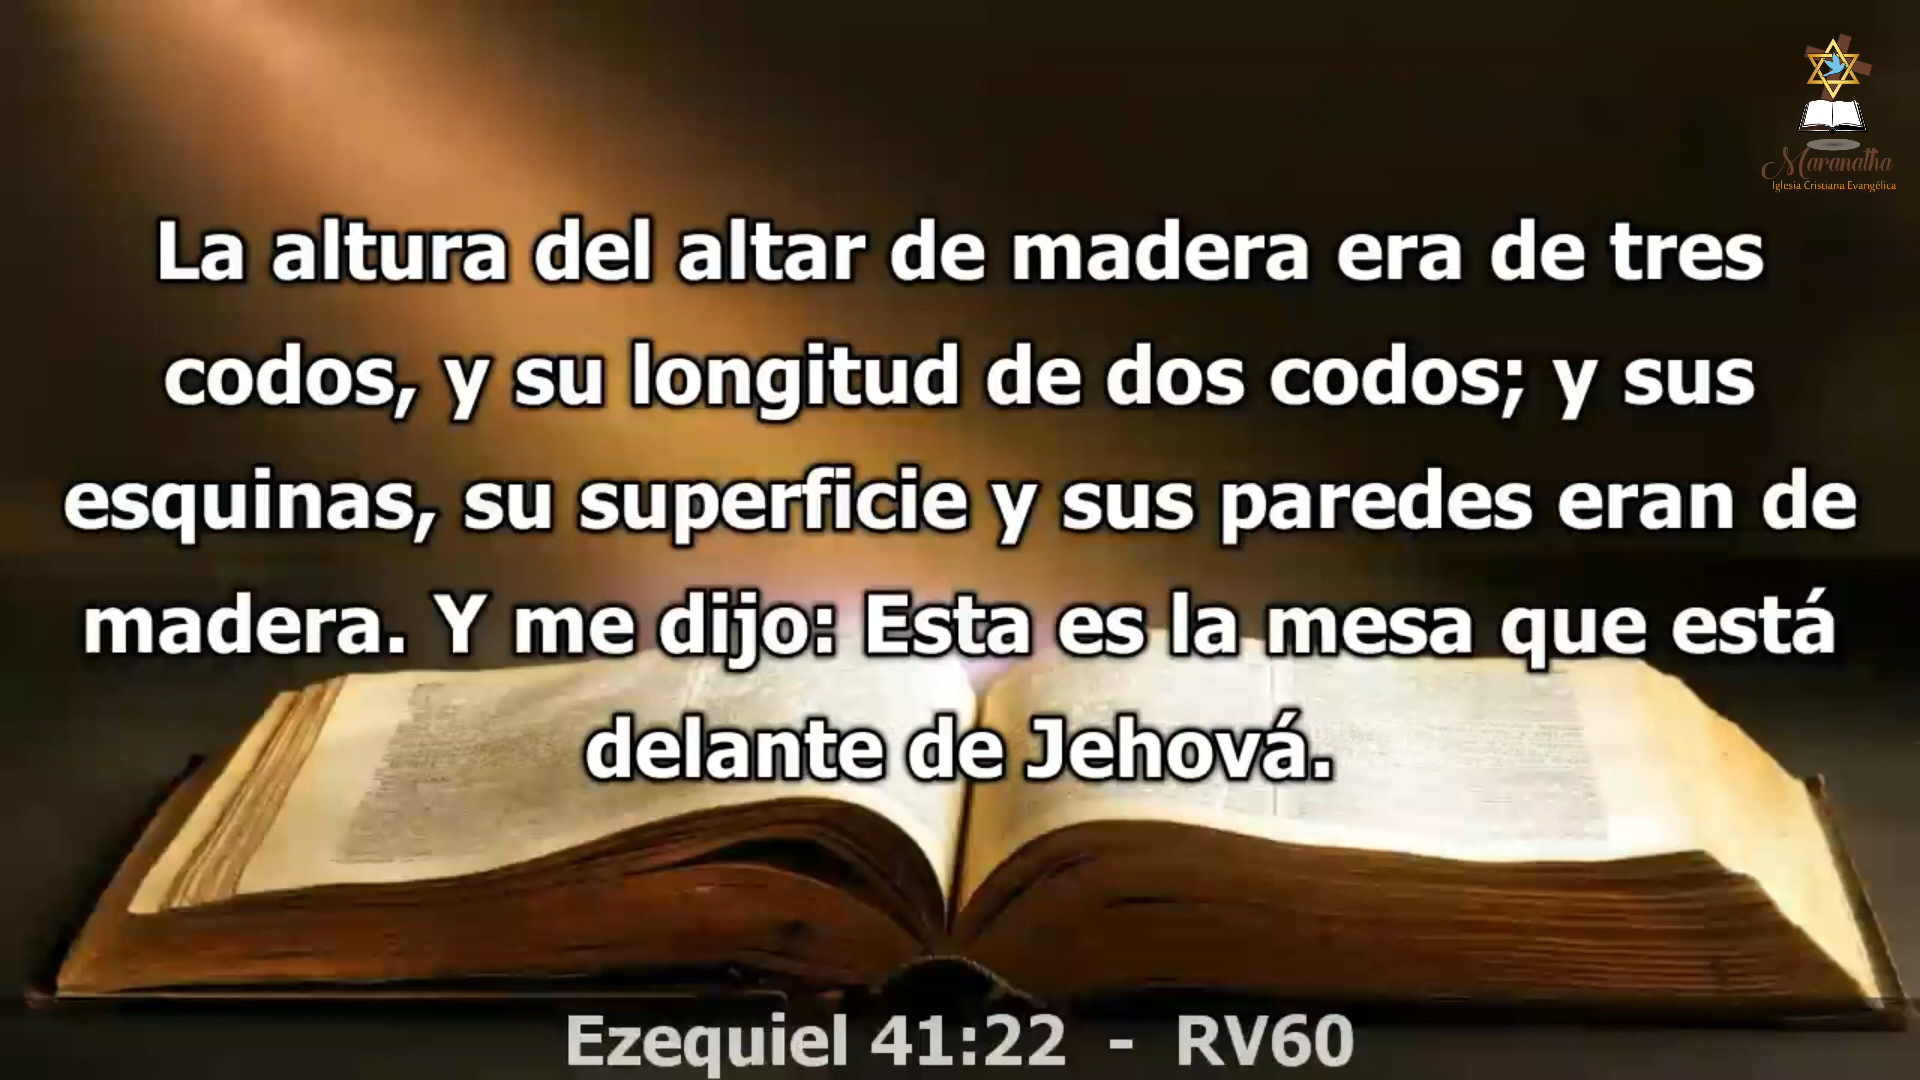 Maranatha
Iglesia Cristiana Evangélica
La altura del altar de madera era de tres
codos, y su longitud de dos codos; y sus
esquinas, su superficie y sus paredes eran de
madera. Y me dijo: Esta es la mesa que está
delante de Jehová.
Ezequiel 41:22 - RV60